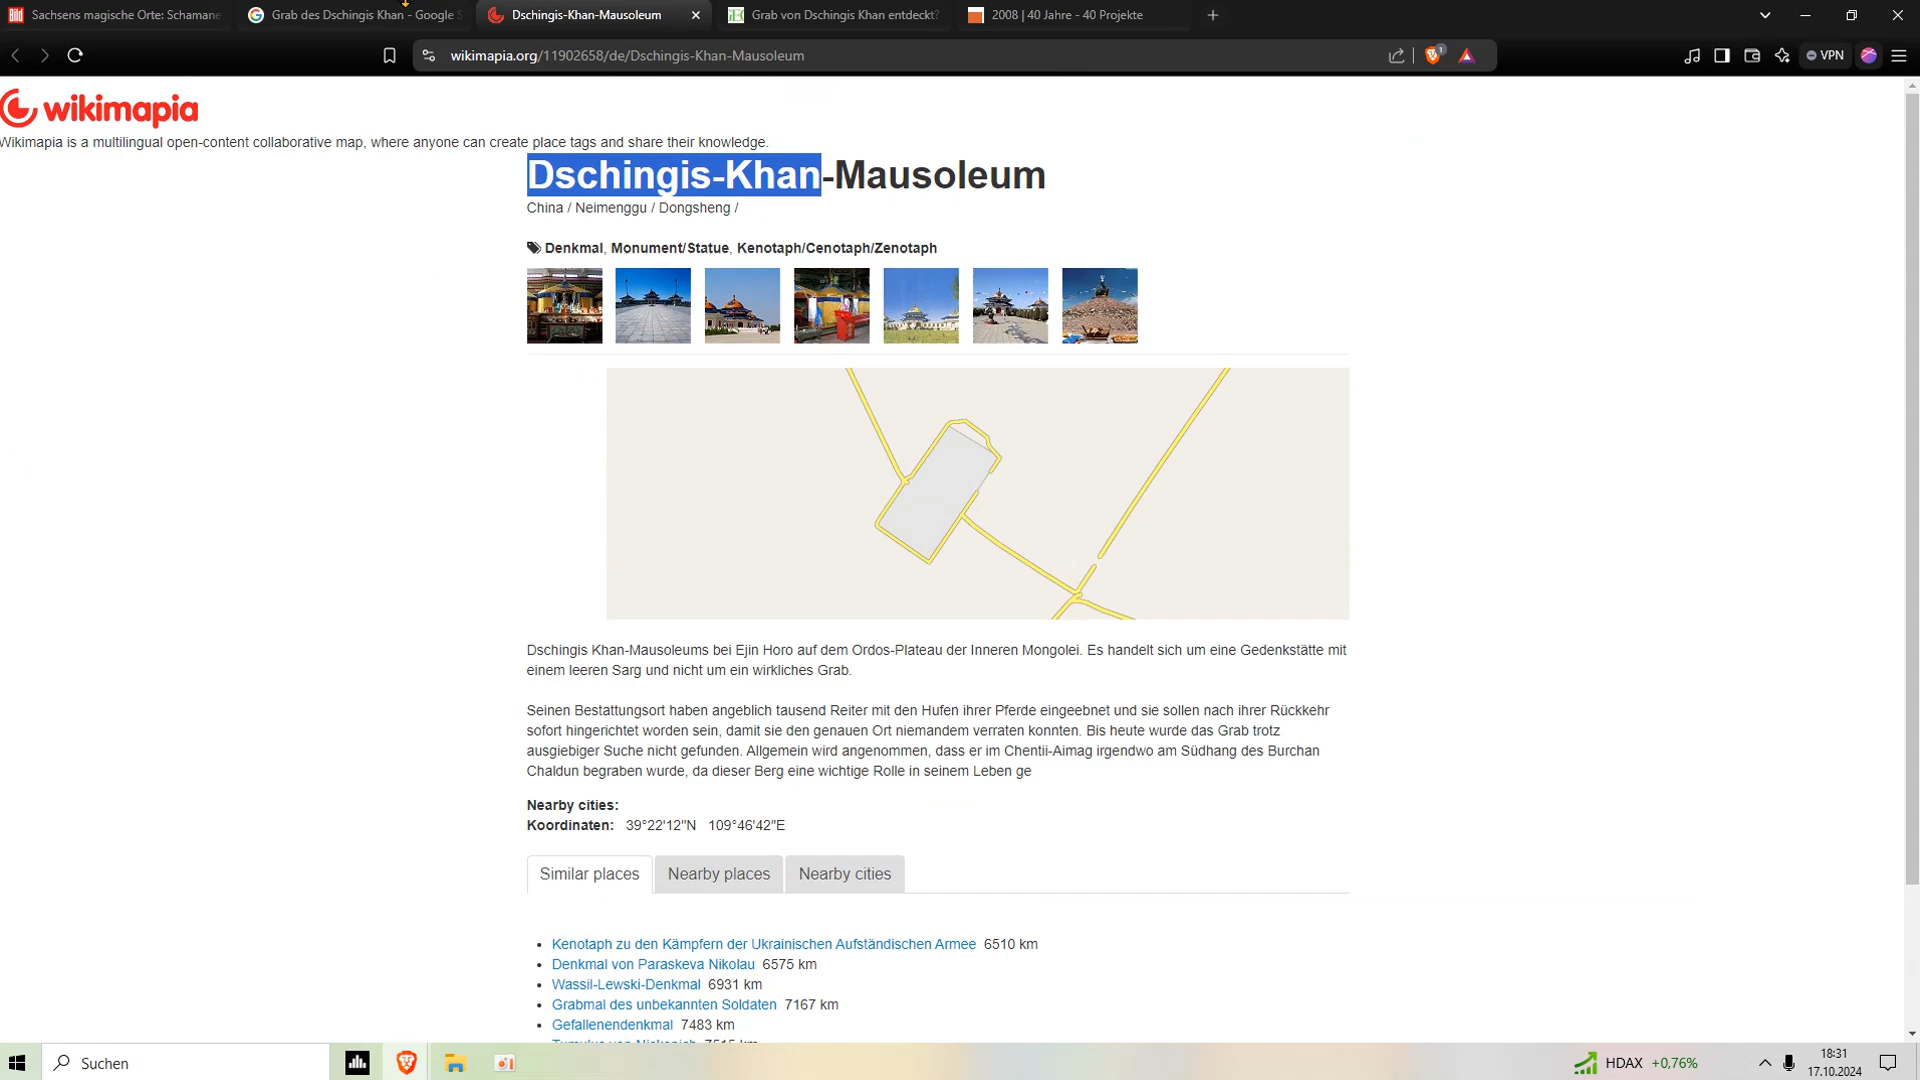 Bild Sachsens magische Orte: Schamane
Grab des Dschingis Khan - Google S
Dschingis-Khan-Mausoleum
Grab von Dschingis Khan entdeckt?
2008 | 40 Jahre - 40 Projekte
wikimapia.org/11902658/de/Dschingis-Khan-Mausoleum
1
VPN
wikimapia
Wikimapia is a multilingual open-content collaborative map, where anyone can create place tags and share their knowledge.
Dschingis-Khan-Mausoleum
China / Neimenggu / Dongsheng /
Denkmal, Monument/Statue, Kenotaph/Cenotaph/Zenotaph
Dschingis Khan-Mausoleums bei Ejin Horo auf dem Ordos-Plateau der Inneren Mongolei. Es handelt sich um eine Gedenkstätte mit
einem leeren Sarg und nicht um ein wirkliches Grab.
Seinen Bestattungsort haben angeblich tausend Reiter mit den Hufen ihrer Pferde eingeebnet und sie sollen nach ihrer Rückkehr
sofort hingerichtet worden sein, damit sie den genauen Ort niemandem verraten konnten. Bis heute wurde das Grab trotz
ausgiebiger Suche nicht gefunden. Allgemein wird angenommen, dass er im Chentii-Aimag irgendwo am Südhang des Burchan
Chaldun begraben wurde, da dieser Berg eine wichtige Rolle in seinem Leben ge
Nearby cities:
Koordinaten: 39°22'12"N 109°46'42"E
Similar places
Nearby places
Nearby cities
Kenotaph zu den Kämpfern der Ukrainischen Aufständischen Armee 6510 km
Denkmal von Paraskeva Nikolau 6575 km
Wassil-Lewski-Denkmal 6931 km
Grabmal des unbekannten Soldaten 7167 km
Gefallenendenkmal 7483 km
Suchen
HDAX +0,76%
18:31
17.10.2024